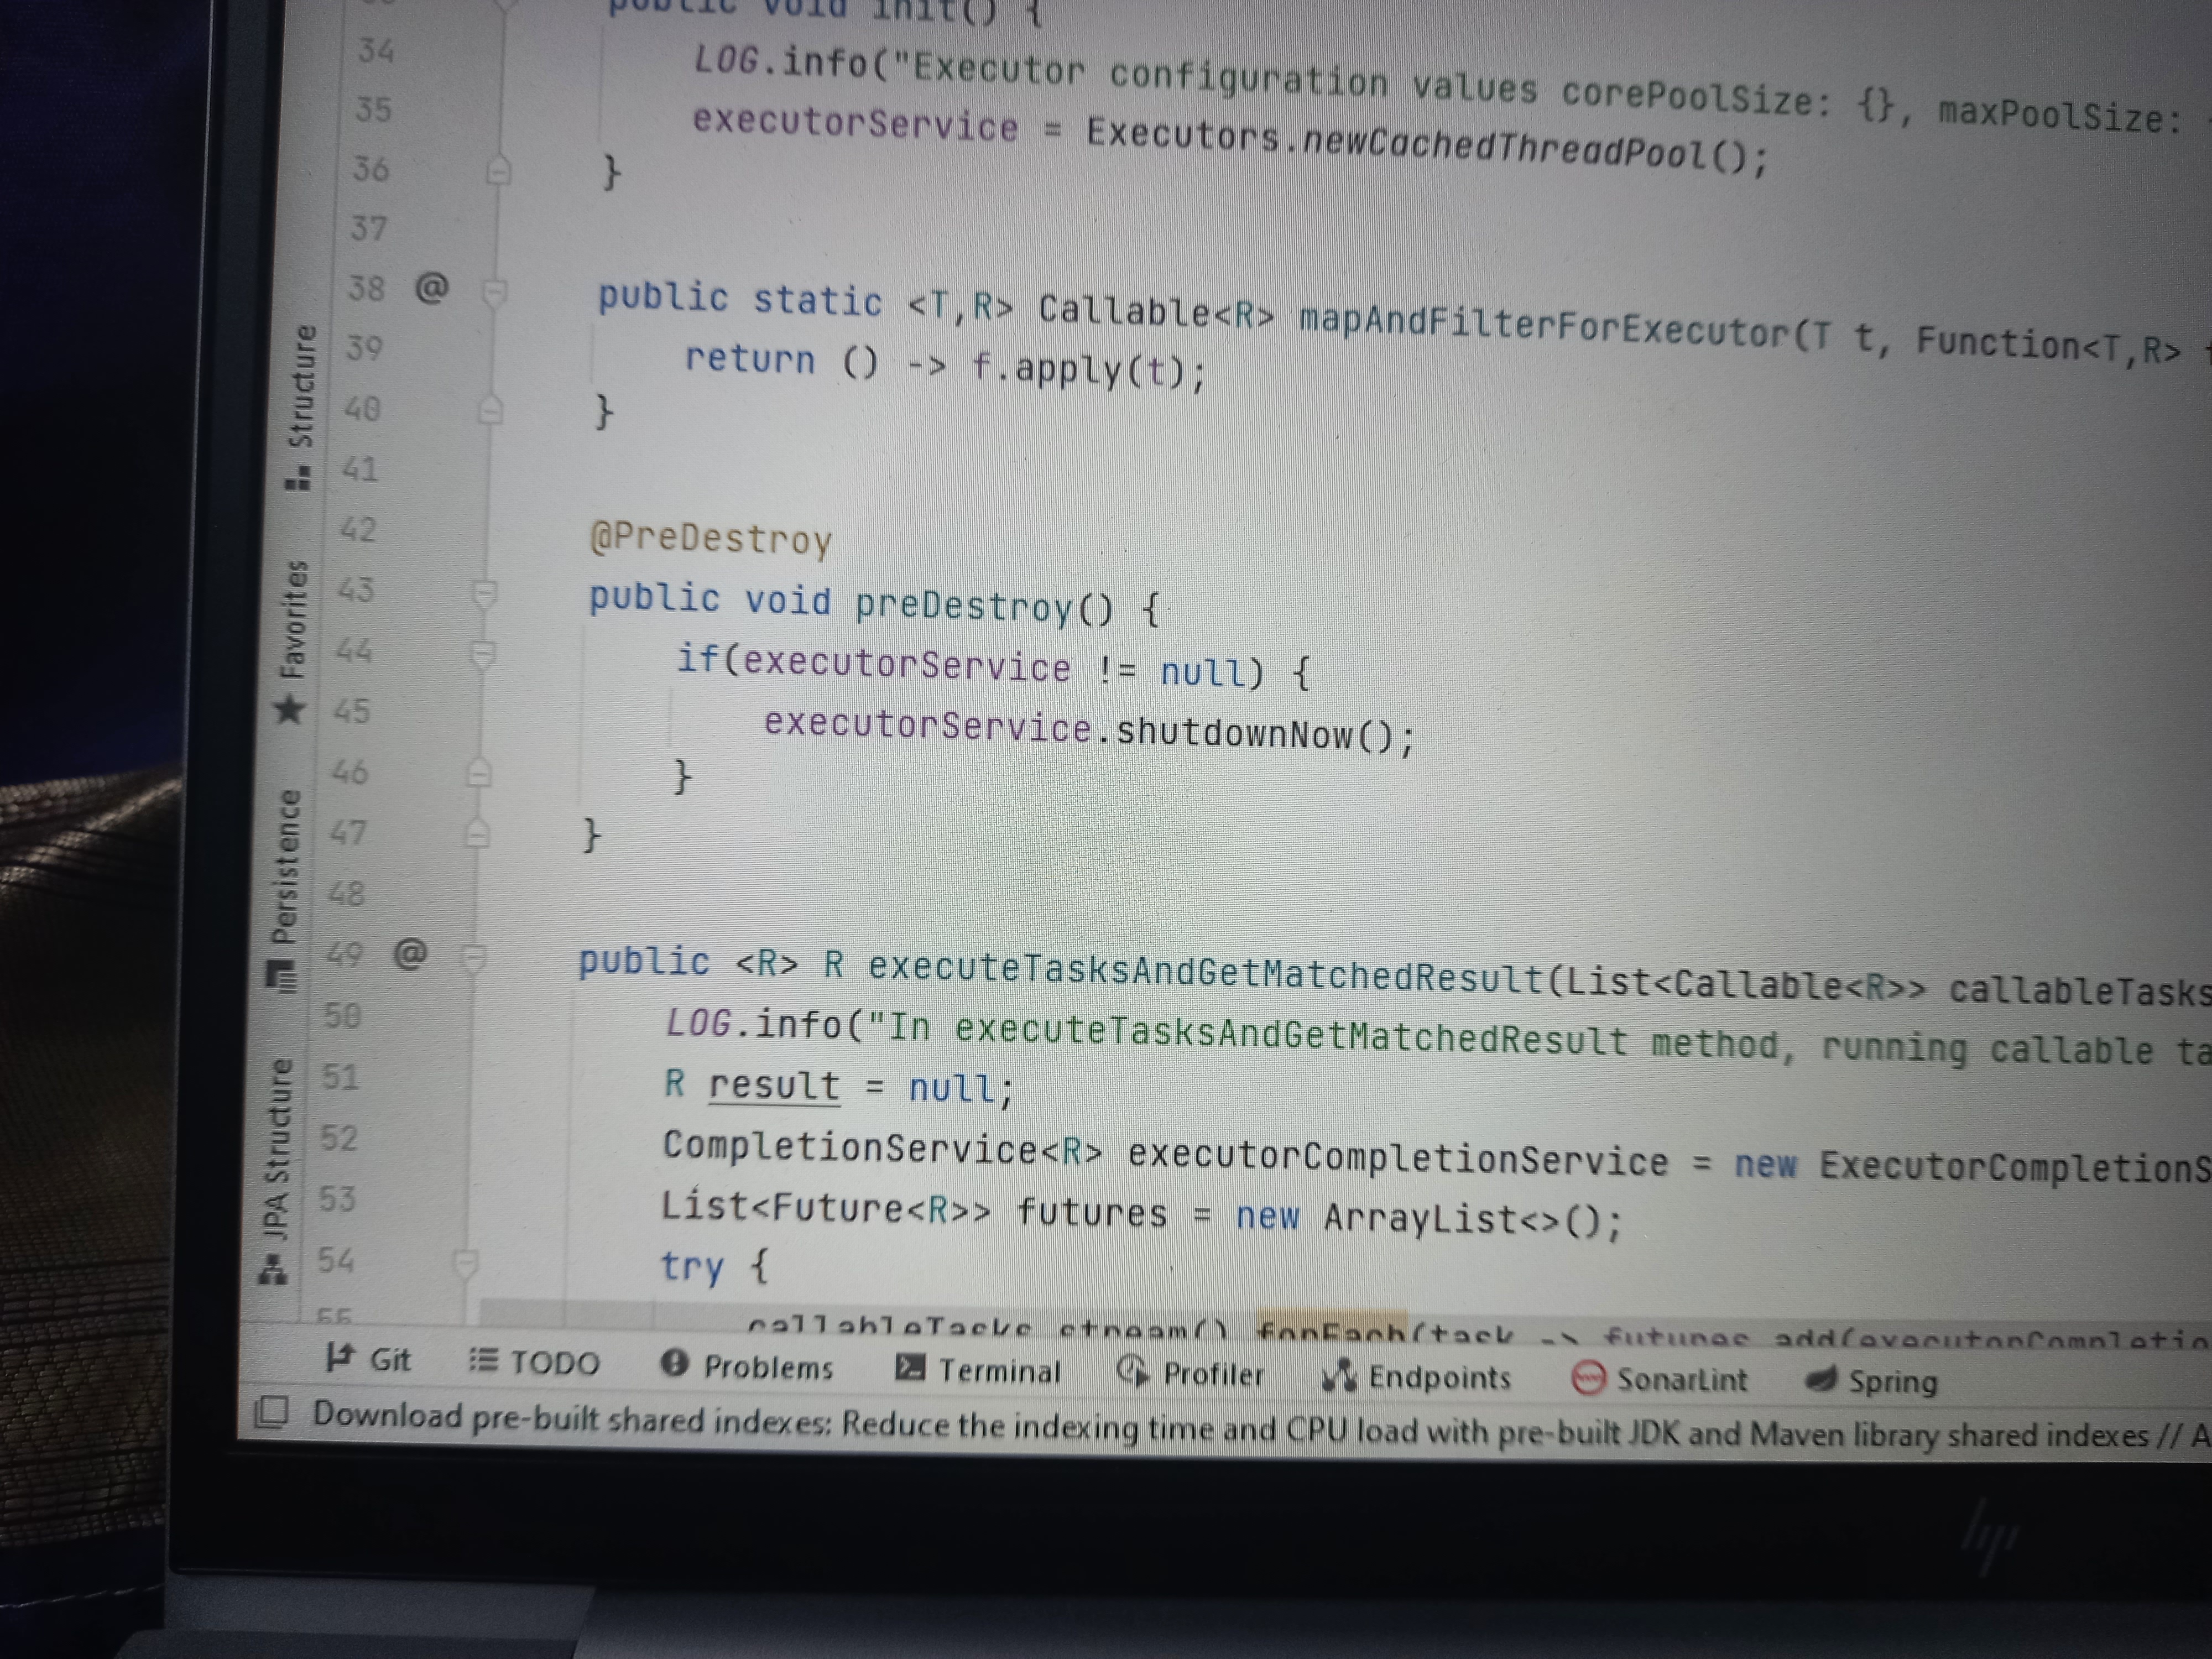 public void init() {
34 LOG.info("Executor configuration values corePoolSize: {}, maxPoolSize:
35 executorService = Executors.newCachedThreadPool();
36 }
37
38 @ public static <T,R> Callable<R> mapAndFilterForExecutor(T t, Function<T,R>
39 return () -> f.apply(t);
40 }
41
42 @PreDestroy
43 public void preDestroy() {
44 if(executorService != null) {
45 executorService.shutdownNow();
46 }
47 }
48
49 @ public <R> R executeTasksAndGetMatchedResult(List<Callable<R>> callableTasks
50 LOG.info("In executeTasksAndGetMatchedResult method, running callable ta
51 R result = null;
52 CompletionService<R> executorCompletionService = new ExecutorCompletionS
53 List<Future<R>> futures = new ArrayList<>();
54 try {
55 callableTasks.stream().forEach(task -> futures.add(executorCompletio
Structure
Favorites
Persistence
JPA Structure
Git TODO Problems Terminal Profiler Endpoints SonarLint Spring
Download pre-built shared indexes: Reduce the indexing time and CPU load with pre-built JDK and Maven library shared indexes // A
hp